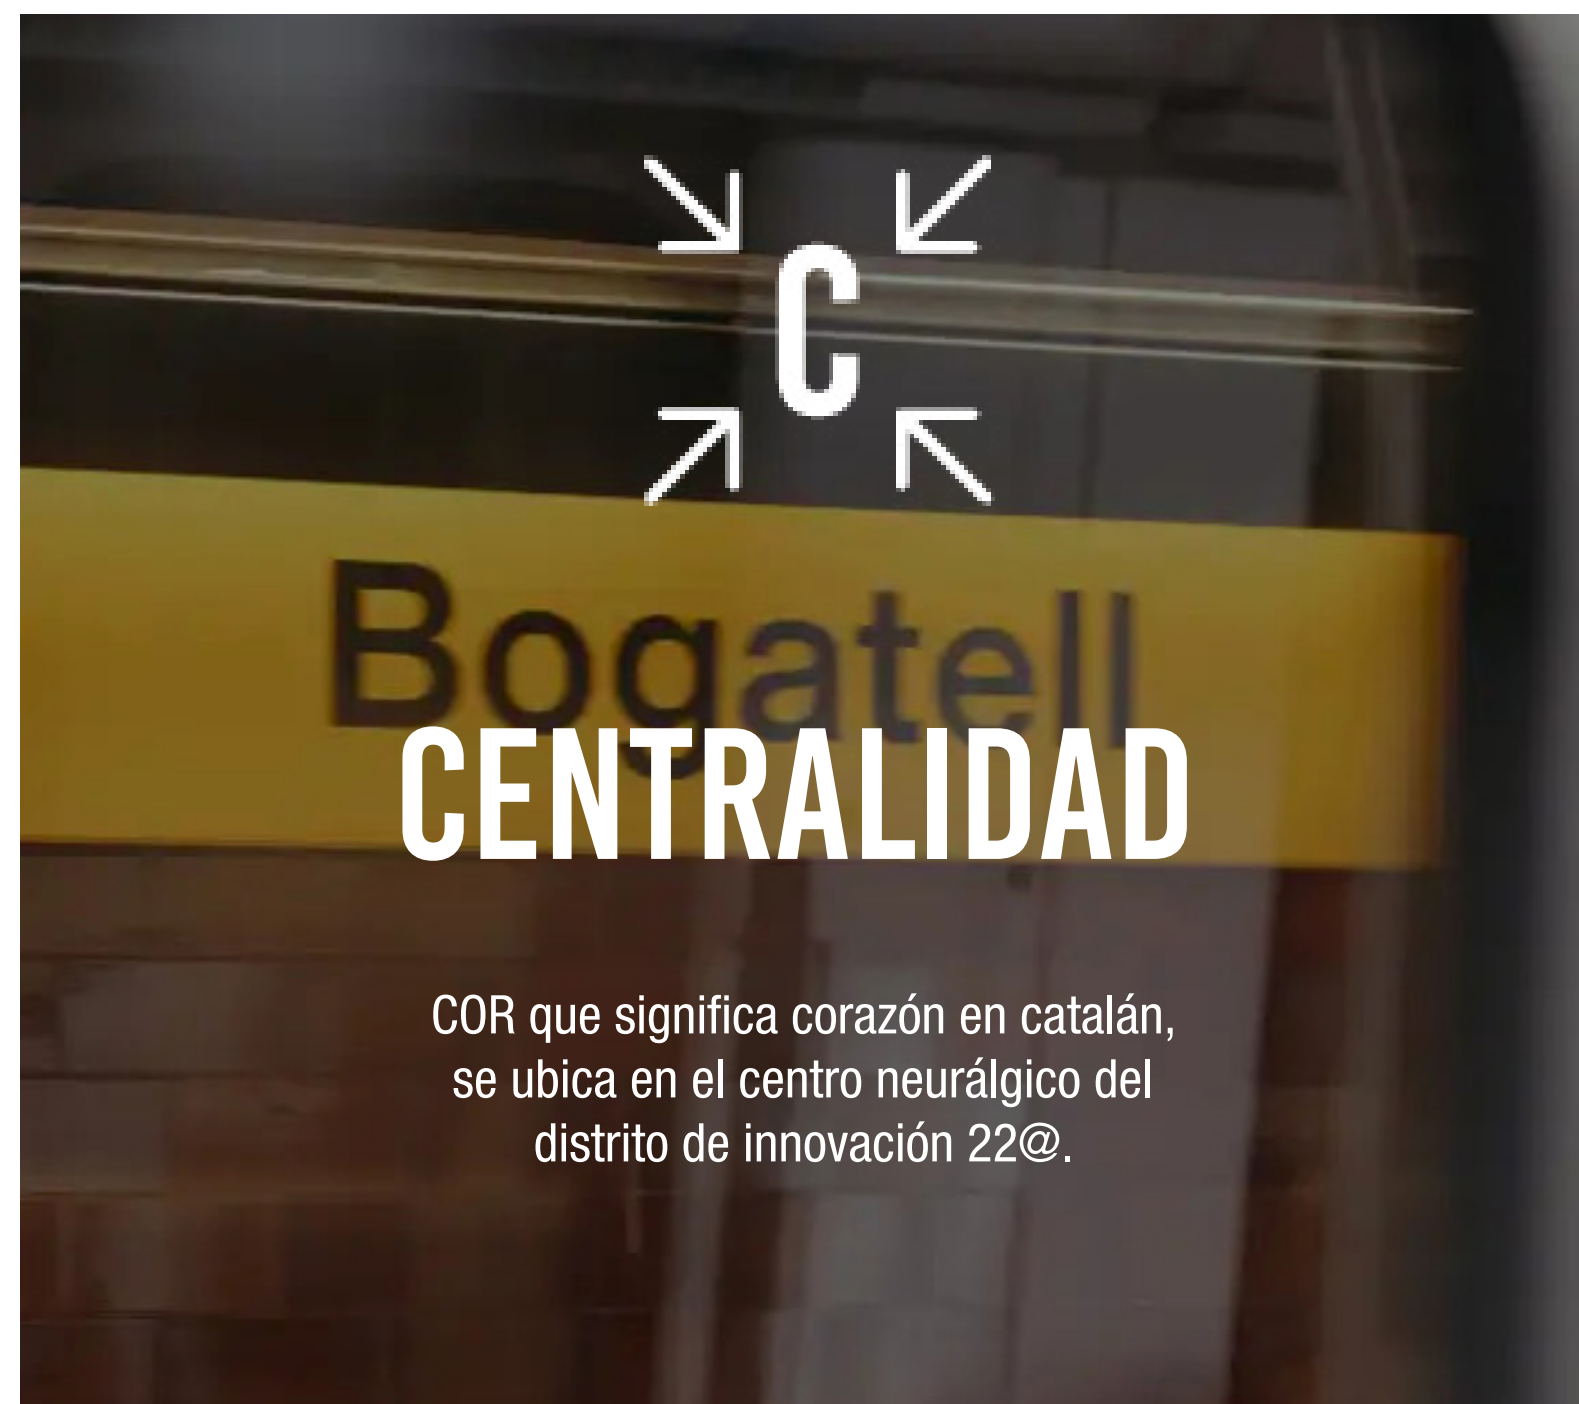 C
Bogatell
CENTRALIDAD
COR que significa corazón en catalán,
se ubica en el centro neurálgico del
distrito de innovación 22@.